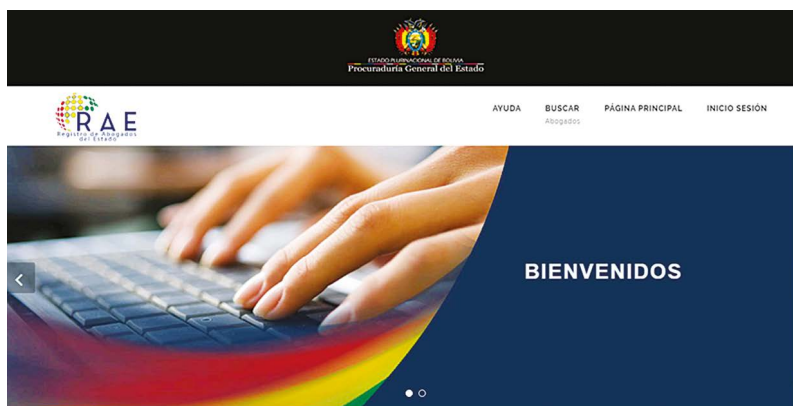 ESTADO PLURINACIONAL DE BOLIVIA
Procuraduría General del Estado
RAE
Registro de Abogados
del Estado
AYUDA
BUSCAR
Abogados
PÁGINA PRINCIPAL
INICIO SESIÓN
BIENVENIDOS